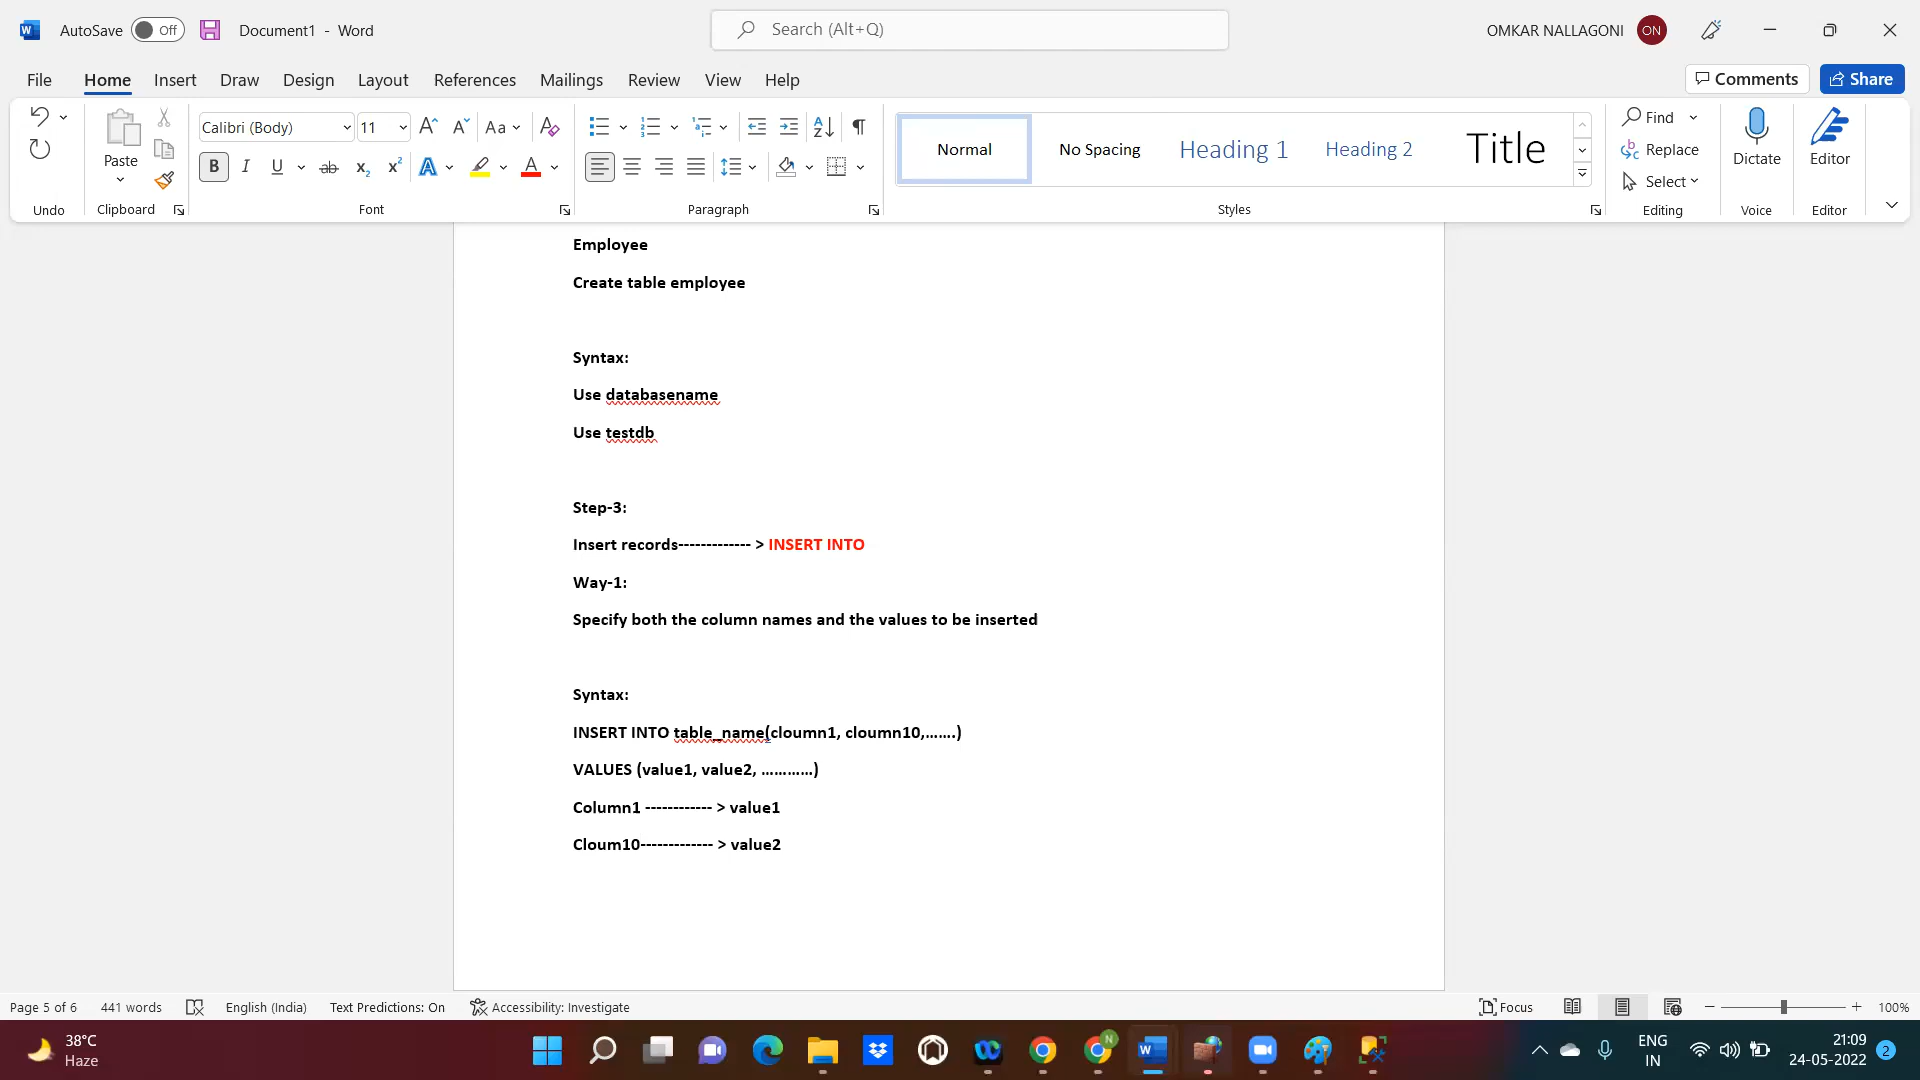 AutoSave Off Document1 - Word Search (Alt+Q) OMKAR NALLAGONI ON
File Home Insert Draw Design Layout References Mailings Review View Help Comments Share
Paste Calibri (Body) 11 Aa Normal No Spacing Heading 1 Heading 2 Title Find Replace Select Dictate Editor
Undo Clipboard Font Paragraph Styles Editing Voice Editor
Employee
Create table employee
Syntax:
Use databasename
Use testdb
Step-3:
Insert records------------- > INSERT INTO
Way-1:
Specify both the column names and the values to be inserted
Syntax:
INSERT INTO table_name(cloumn1, cloumn10,…….)
VALUES (value1, value2, …………)
Column1 ------------ > value1
Cloum10------------- > value2
Page 5 of 6 441 words English (India) Text Predictions: On Accessibility: Investigate Focus 100%
38°C ENG 21:09
Haze IN 24-05-2022 2